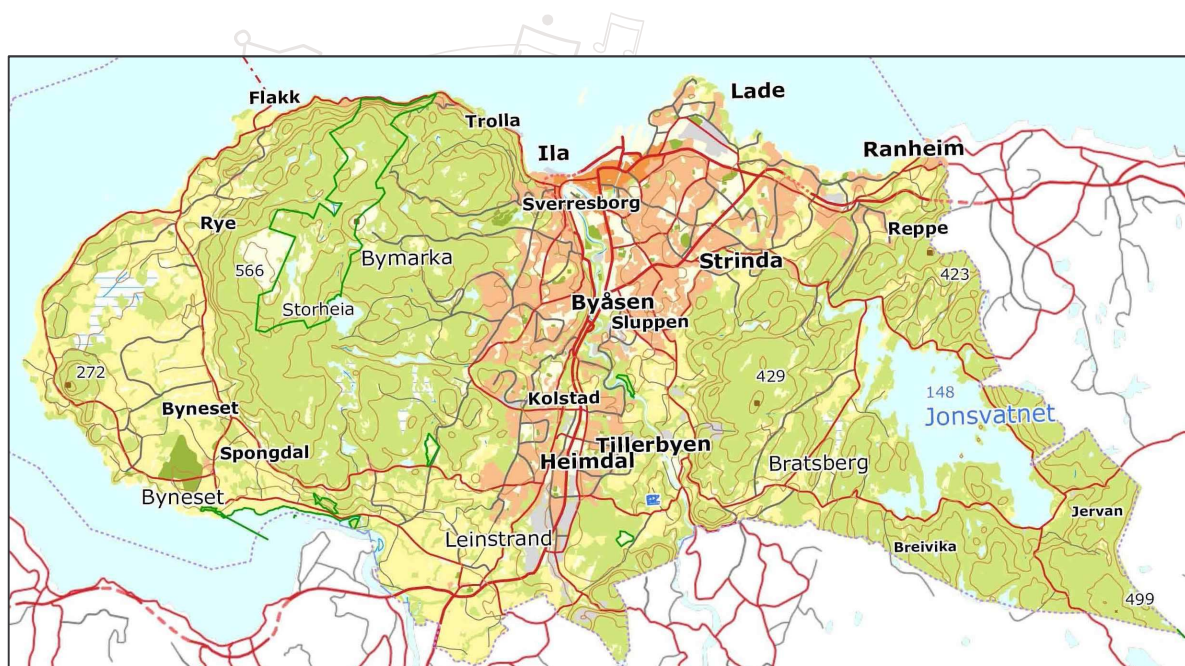 Lade
Flakk
Trolla
Ranheim
Ila
Sverresborg
Rye
Reppe
Bymarka
Strinda
566
423
Storheia
Byåsen
Sluppen
272
429
148
Kolstad
Jonsvatnet
Byneset
Tillerbyen
Spongdal
Heimdal
Bratsberg
Byneset
Jervan
Leinstrand
Breivika
499